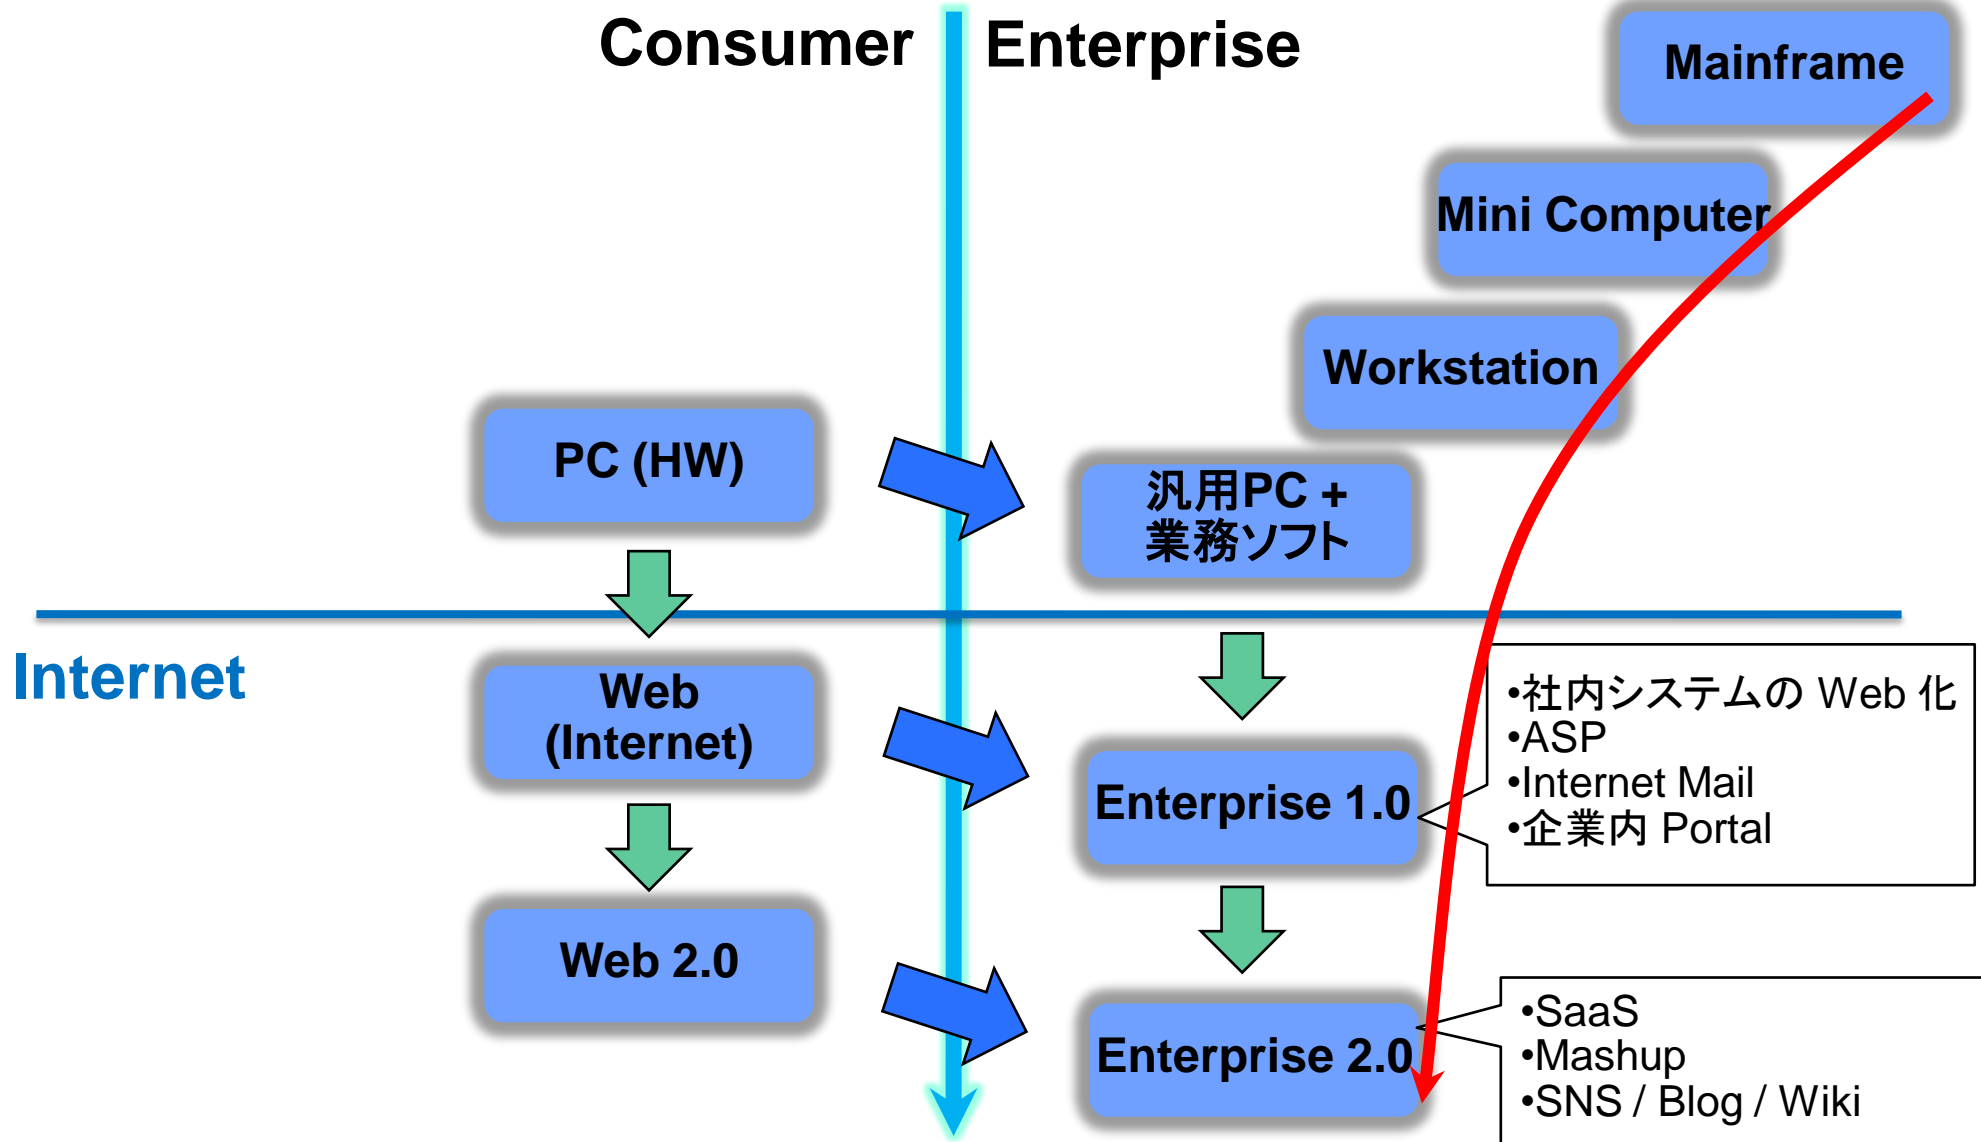 Consumer
Enterprise
Mainframe
Mini Computer
Workstation
PC (HW)
汎用PC +
業務ソフト
Internet
Web
(Internet)
Enterprise 1.0
•社内システムの Web 化
•ASP
•Internet Mail
•企業内 Portal
Web 2.0
Enterprise 2.0
•SaaS
•Mashup
•SNS / Blog / Wiki